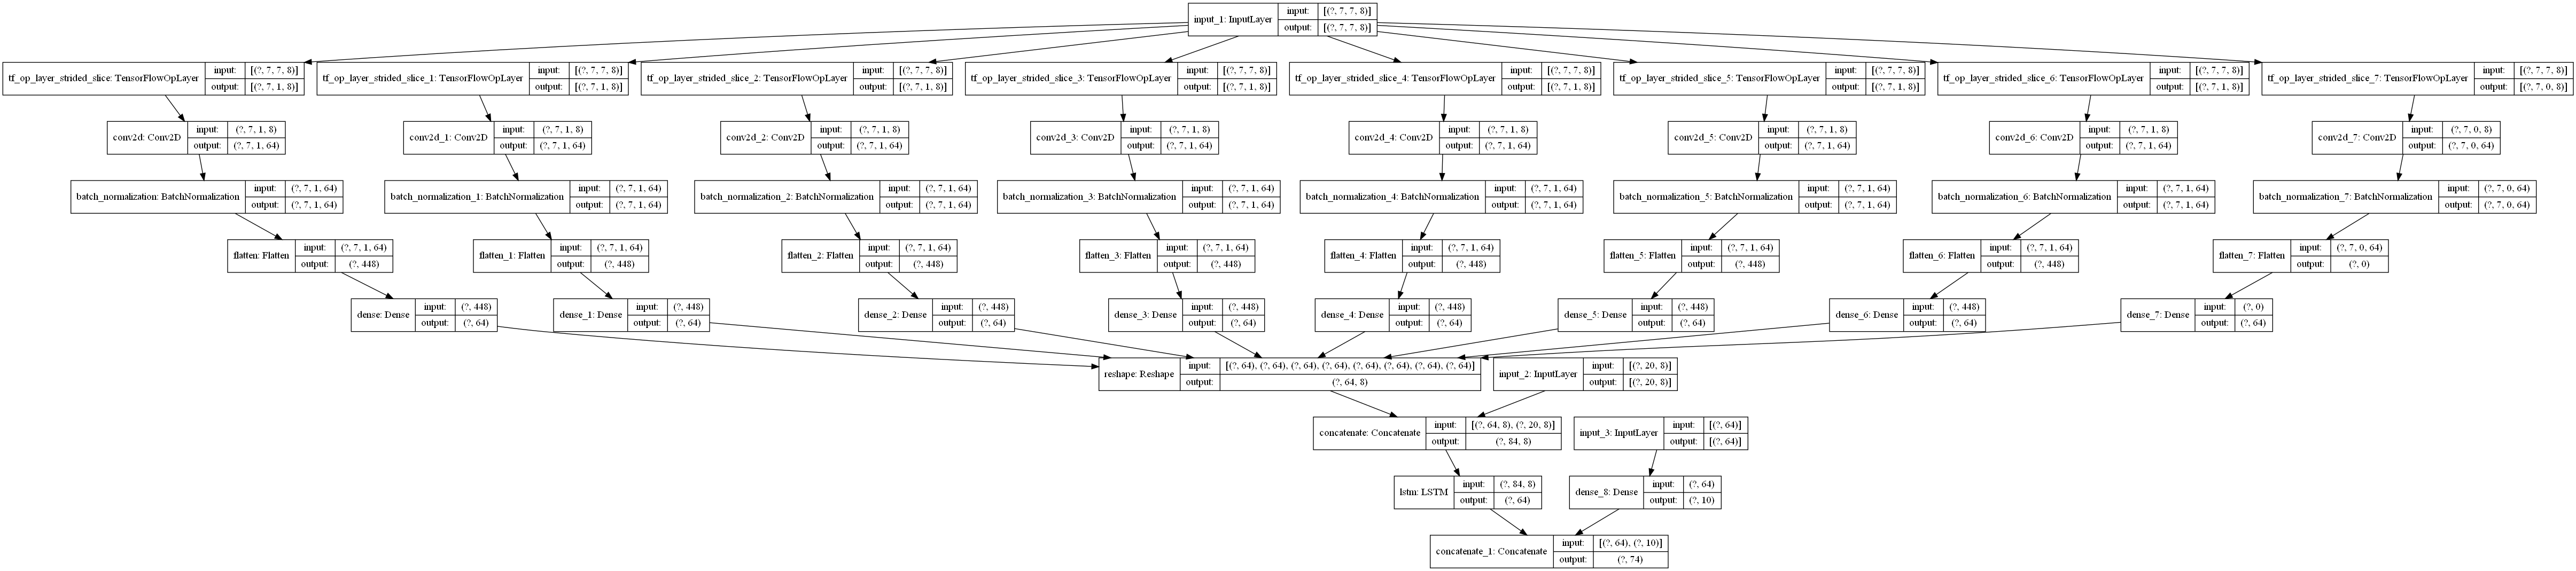 input_1: InputLayer
input: [(?, 7, 7, 8)]
output: [(?, 7, 7, 8)]
tf_op_layer_strided_slice: TensorFlowOpLayer
input: [(?, 7, 7, 8)]
output: [(?, 7, 1, 8)]
tf_op_layer_strided_slice_1: TensorFlowOpLayer
input: [(?, 7, 7, 8)]
output: [(?, 7, 1, 8)]
tf_op_layer_strided_slice_2: TensorFlowOpLayer
input: [(?, 7, 7, 8)]
output: [(?, 7, 1, 8)]
tf_op_layer_strided_slice_3: TensorFlowOpLayer
input: [(?, 7, 7, 8)]
output: [(?, 7, 1, 8)]
tf_op_layer_strided_slice_4: TensorFlowOpLayer
input: [(?, 7, 7, 8)]
output: [(?, 7, 1, 8)]
tf_op_layer_strided_slice_5: TensorFlowOpLayer
input: [(?, 7, 7, 8)]
output: [(?, 7, 1, 8)]
tf_op_layer_strided_slice_6: TensorFlowOpLayer
input: [(?, 7, 7, 8)]
output: [(?, 7, 1, 8)]
tf_op_layer_strided_slice_7: TensorFlowOpLayer
input: [(?, 7, 7, 8)]
output: [(?, 7, 0, 8)]
conv2d: Conv2D
input: (?, 7, 1, 8)
output: (?, 7, 1, 64)
conv2d_1: Conv2D
input: (?, 7, 1, 8)
output: (?, 7, 1, 64)
conv2d_2: Conv2D
input: (?, 7, 1, 8)
output: (?, 7, 1, 64)
conv2d_3: Conv2D
input: (?, 7, 1, 8)
output: (?, 7, 1, 64)
conv2d_4: Conv2D
input: (?, 7, 1, 8)
output: (?, 7, 1, 64)
conv2d_5: Conv2D
input: (?, 7, 1, 8)
output: (?, 7, 1, 64)
conv2d_6: Conv2D
input: (?, 7, 1, 8)
output: (?, 7, 1, 64)
conv2d_7: Conv2D
input: (?, 7, 0, 8)
output: (?, 7, 0, 64)
batch_normalization: BatchNormalization
input: (?, 7, 1, 64)
output: (?, 7, 1, 64)
batch_normalization_1: BatchNormalization
input: (?, 7, 1, 64)
output: (?, 7, 1, 64)
batch_normalization_2: BatchNormalization
input: (?, 7, 1, 64)
output: (?, 7, 1, 64)
batch_normalization_3: BatchNormalization
input: (?, 7, 1, 64)
output: (?, 7, 1, 64)
batch_normalization_4: BatchNormalization
input: (?, 7, 1, 64)
output: (?, 7, 1, 64)
batch_normalization_5: BatchNormalization
input: (?, 7, 1, 64)
output: (?, 7, 1, 64)
batch_normalization_6: BatchNormalization
input: (?, 7, 1, 64)
output: (?, 7, 1, 64)
batch_normalization_7: BatchNormalization
input: (?, 7, 0, 64)
output: (?, 7, 0, 64)
flatten: Flatten
input: (?, 7, 1, 64)
output: (?, 448)
flatten_1: Flatten
input: (?, 7, 1, 64)
output: (?, 448)
flatten_2: Flatten
input: (?, 7, 1, 64)
output: (?, 448)
flatten_3: Flatten
input: (?, 7, 1, 64)
output: (?, 448)
flatten_4: Flatten
input: (?, 7, 1, 64)
output: (?, 448)
flatten_5: Flatten
input: (?, 7, 1, 64)
output: (?, 448)
flatten_6: Flatten
input: (?, 7, 1, 64)
output: (?, 448)
flatten_7: Flatten
input: (?, 7, 0, 64)
output: (?, 0)
dense: Dense
input: (?, 448)
output: (?, 64)
dense_1: Dense
input: (?, 448)
output: (?, 64)
dense_2: Dense
input: (?, 448)
output: (?, 64)
dense_3: Dense
input: (?, 448)
output: (?, 64)
dense_4: Dense
input: (?, 448)
output: (?, 64)
dense_5: Dense
input: (?, 448)
output: (?, 64)
dense_6: Dense
input: (?, 448)
output: (?, 64)
dense_7: Dense
input: (?, 0)
output: (?, 64)
reshape: Reshape
input: [(?, 64), (?, 64), (?, 64), (?, 64), (?, 64), (?, 64), (?, 64), (?, 64)]
output: (?, 64, 8)
input_2: InputLayer
input: [(?, 20, 8)]
output: [(?, 20, 8)]
concatenate: Concatenate
input: [(?, 64, 8), (?, 20, 8)]
output: (?, 84, 8)
input_3: InputLayer
input: [(?, 64)]
output: [(?, 64)]
lstm: LSTM
input: (?, 84, 8)
output: (?, 64)
dense_8: Dense
input: (?, 64)
output: (?, 10)
concatenate_1: Concatenate
input: [(?, 64), (?, 10)]
output: (?, 74)